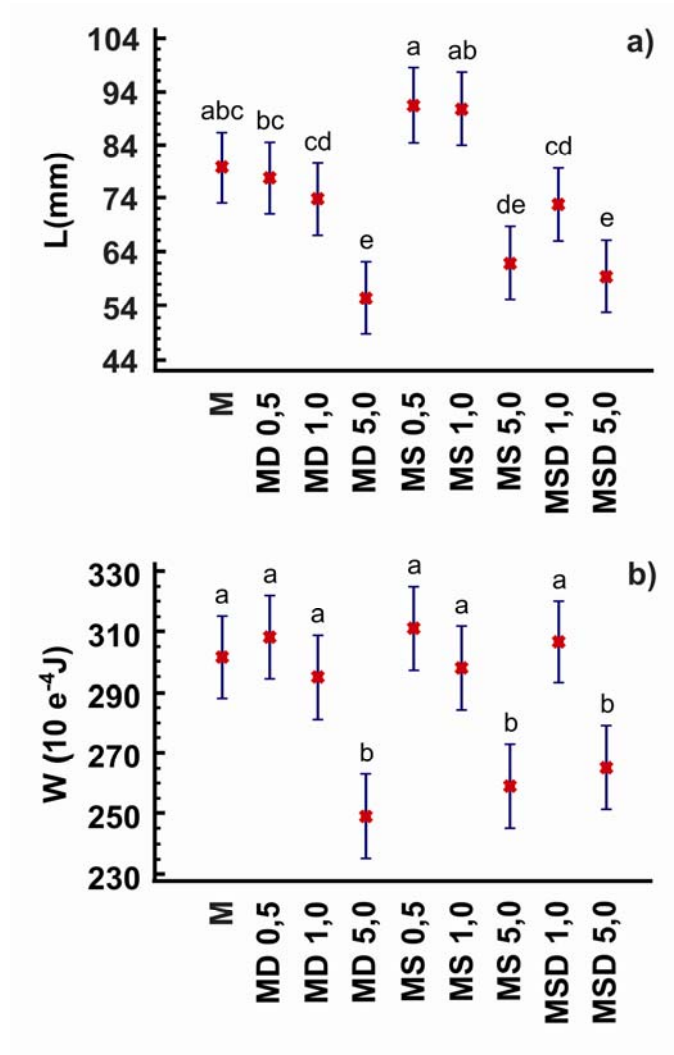 a)
L(mm)
104
94
84
74
64
54
44
abc
bc
cd
e
a
ab
de
cd
e
M
MD 0,5
MD 1,0
MD 5,0
MS 0,5
MS 1,0
MS 5,0
MSD 1,0
MSD 5,0
b)
W (10 e⁻⁴J)
330
310
290
270
250
230
a
a
a
b
a
a
b
a
b
M
MD 0,5
MD 1,0
MD 5,0
MS 0,5
MS 1,0
MS 5,0
MSD 1,0
MSD 5,0